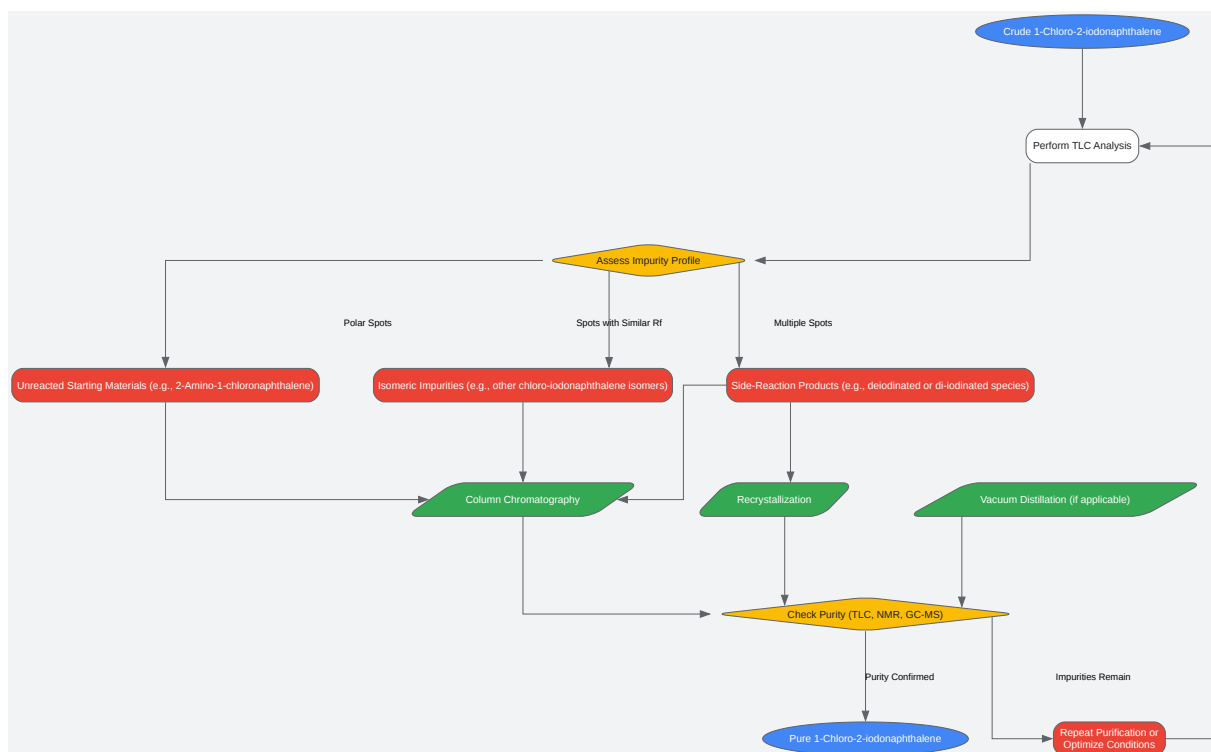 Crude 1-Chloro-2-iodonaphthalene
Perform TLC Analysis
Assess Impurity Profile
Polar Spots
Spots with Similar Rf
Multiple Spots
Unreacted Starting Materials (e.g., 2-Amino-1-chloronaphthalene)
Isomeric Impurities (e.g., other chloro-iodonaphthalene isomers)
Side-Reaction Products (e.g., deiodinated or di-iodinated species)
Column Chromatography
Recrystallization
Vacuum Distillation (if applicable)
Check Purity (TLC, NMR, GC-MS)
Purity Confirmed
Impurities Remain
Pure 1-Chloro-2-iodonaphthalene
Repeat Purification or
Optimize Conditions